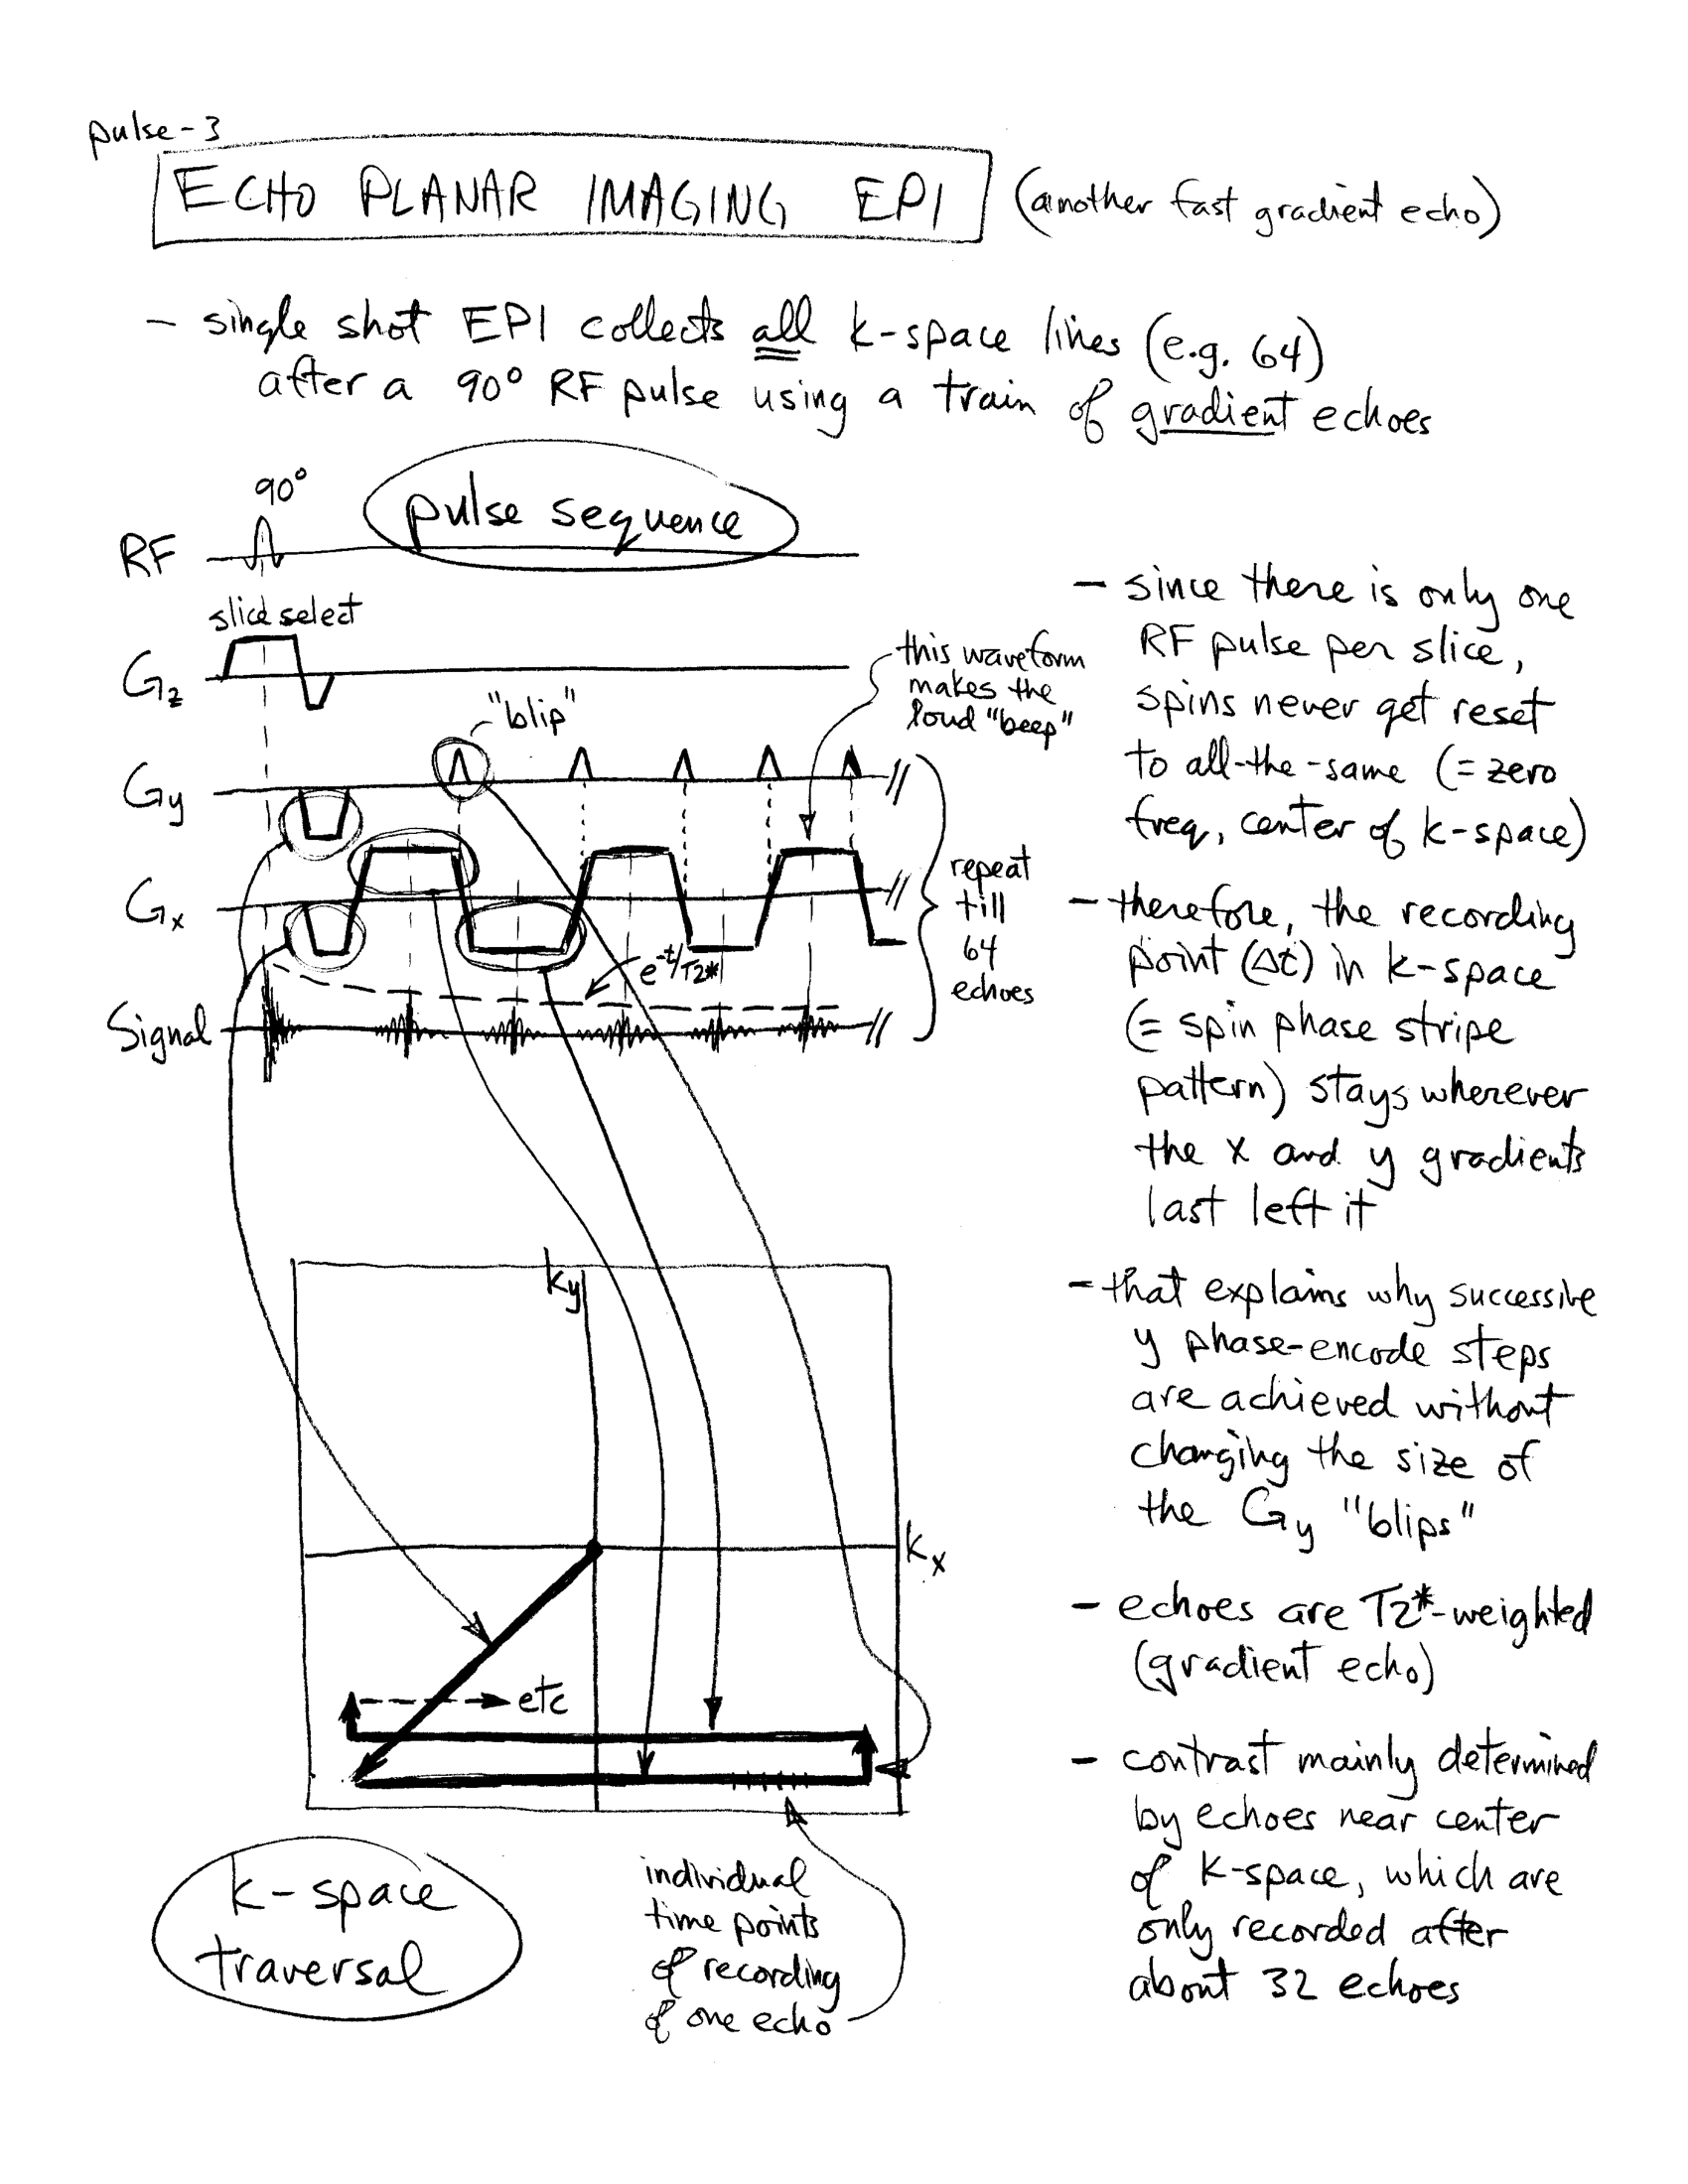 pulse-3
ECHO PLANAR IMAGING EPI (another fast gradient echo)
- single shot EPI collects all k-space lines (e.g. 64)
after a 90° RF pulse using a train of gradient echoes
90°
pulse sequence
RF
slice select
Gz
"blip"
this waveform
makes the
loud "beep"
Gy
Gx
e^-t/T2*
Signal
repeat
till
64
echoes
- since there is only one
RF pulse per slice,
spins never get reset
to all-the-same (= zero
freq, center of k-space)
- therefore, the recording
point (Δt) in k-space
(= spin phase stripe
pattern) stays wherever
the x and y gradients
last left it
- that explains why successive
y phase-encode steps
are achieved without
changing the size of
the Gy "blips"
- echoes are T2*-weighted
(gradient echo)
- contrast mainly determined
by echoes near center
of k-space, which are
only recorded after
about 32 echoes
ky
kx
etc
k-space
traversal
individual
time points
of recording
of one echo